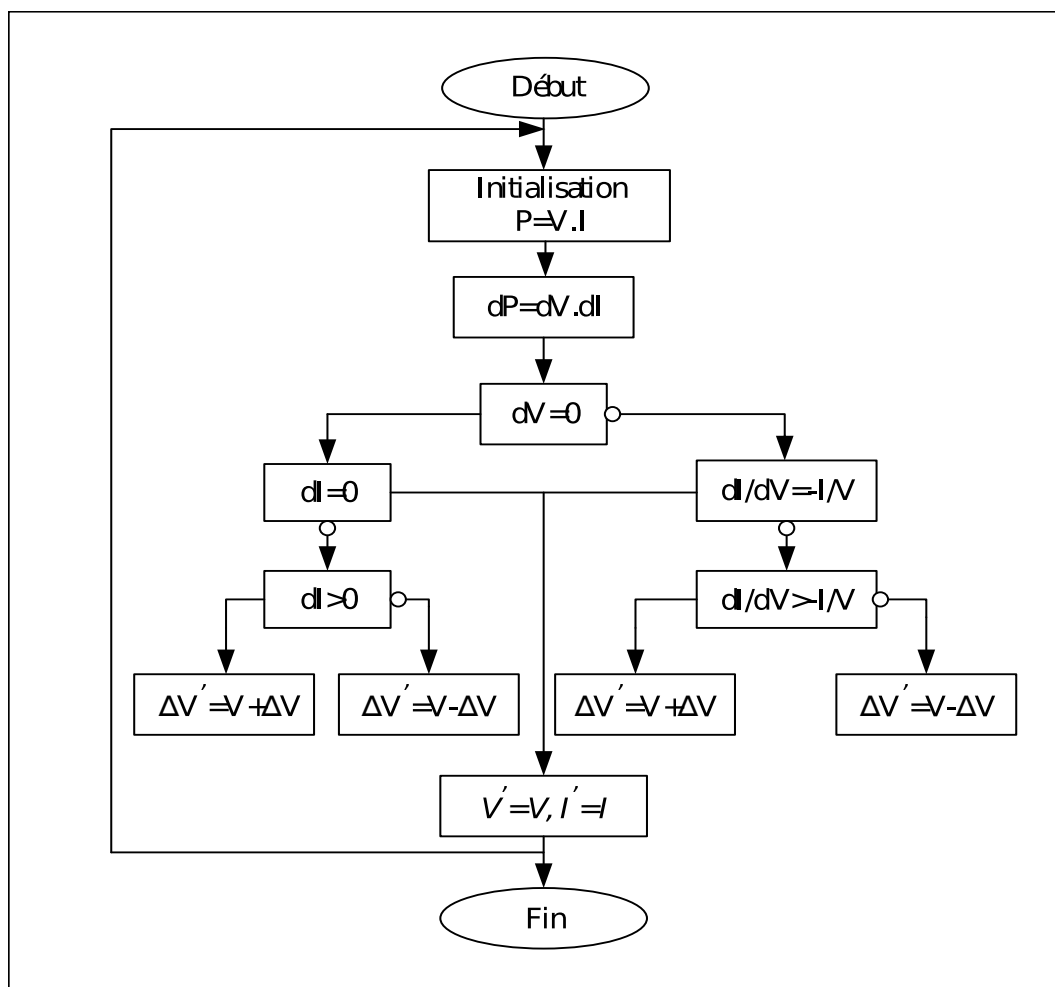 Début
Initialisation
P=V.I
dP=dV.dI
dV=0
dI=0
dI/dV=-I/V
dI>0
dI/dV>-I/V
ΔV'=V+ΔV
ΔV'=V-ΔV
ΔV'=V+ΔV
ΔV'=V-ΔV
V'=V, I'=I
Fin